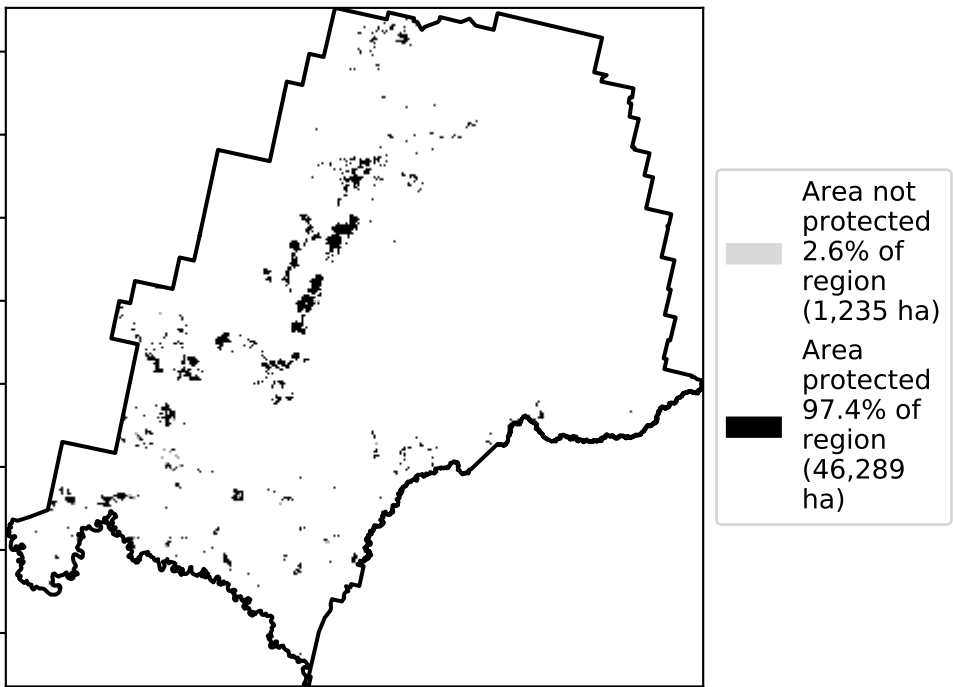 Area not
protected
2.6% of
region
(1,235 ha)
Area
protected
97.4% of
region
(46,289
ha)